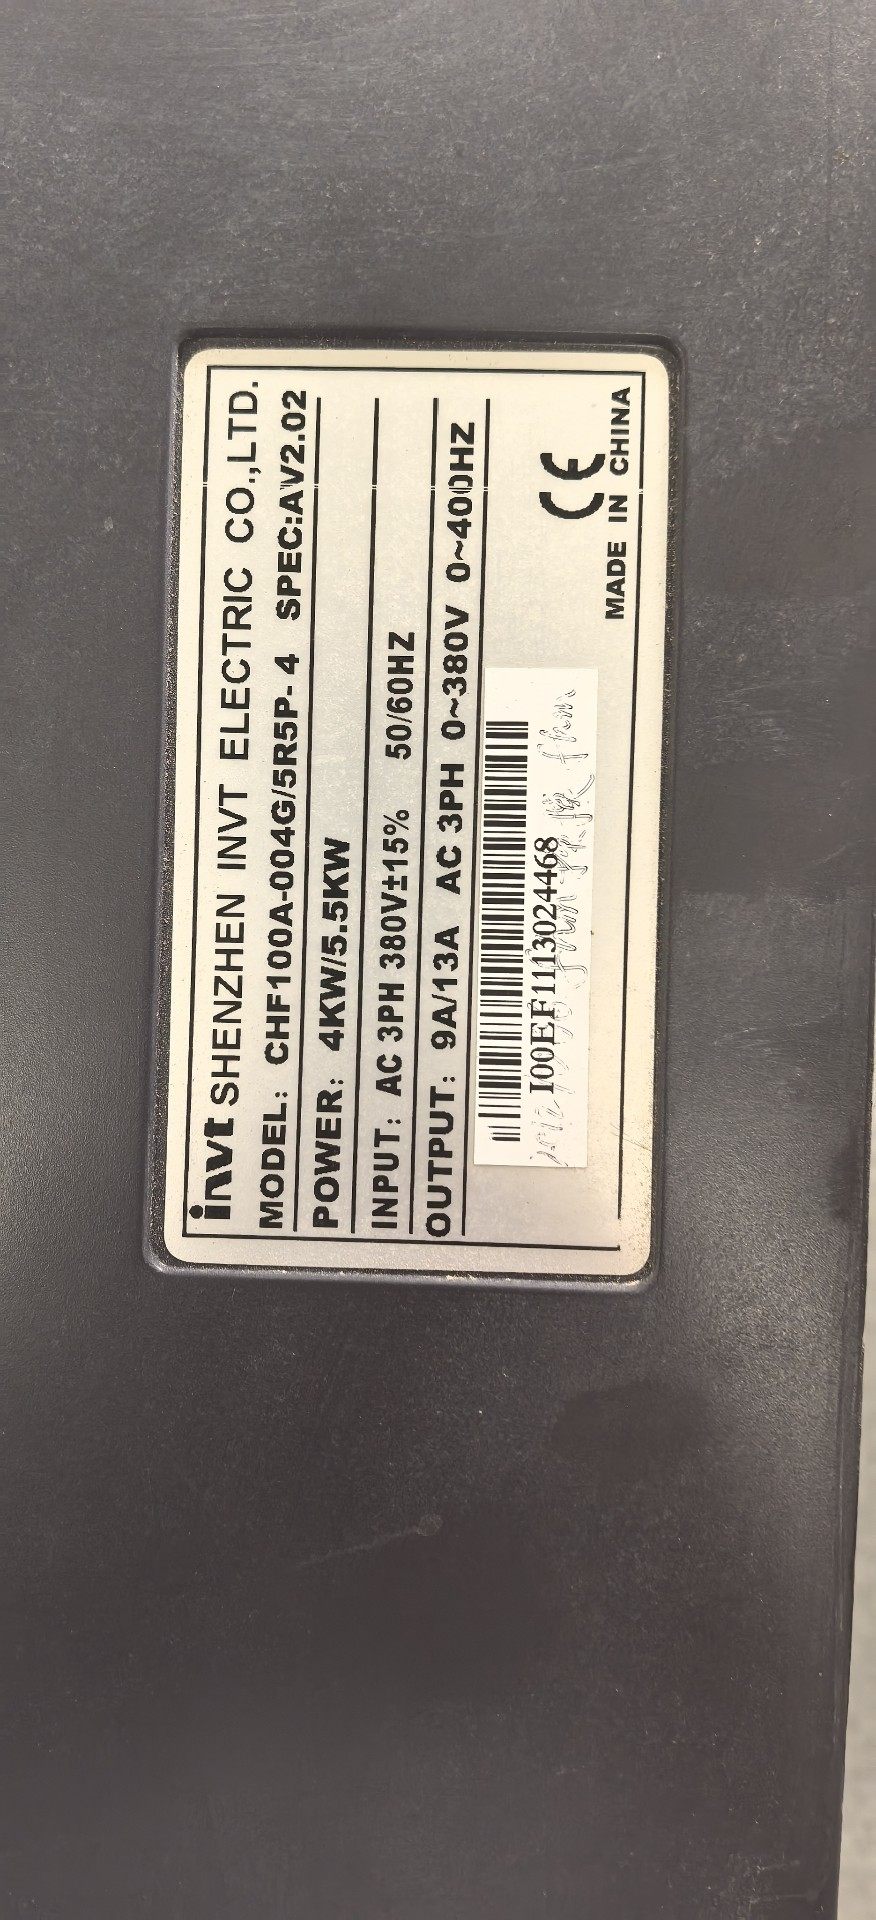 invt SHENZHEN INVT ELECTRIC CO.,LTD.
MODEL: CHF100A-004G/5R5P-4 SPEC:AV2.02
POWER: 4KW/5.5KW
INPUT: AC 3PH 380V±15% 50/60HZ
OUTPUT: 9A/13A AC 3PH 0~380V 0~400HZ
I00EF1113024468
CE
MADE IN CHINA